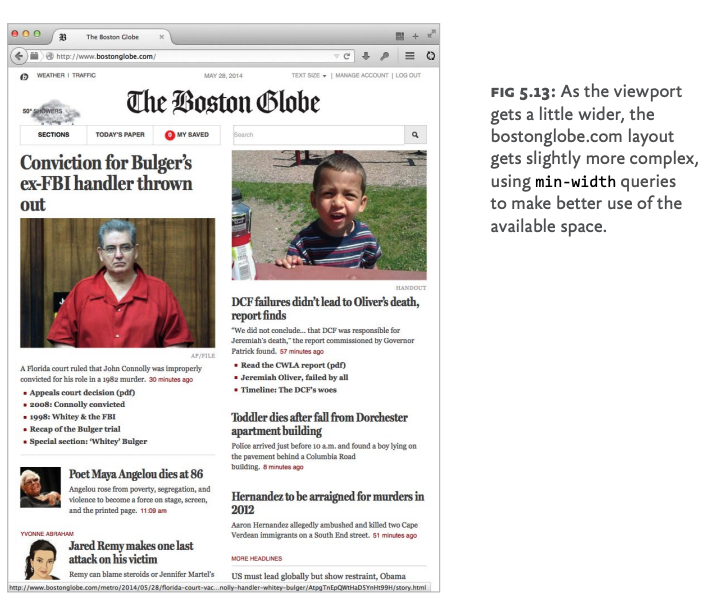 The Boston Globe
http://www.bostonglobe.com/
WEATHER | TRAFFIC
MAY 28, 2014
TEXT SIZE | MANAGE ACCOUNT | LOG OUT
50° SHOWERS
The Boston Globe
SECTIONS
TODAY'S PAPER
0 MY SAVED
Search
Conviction for Bulger's
ex-FBI handler thrown
out
AP/FILE
A Florida court ruled that John Connolly was improperly
convicted for his role in a 1982 murder. 30 minutes ago
Appeals court decision (pdf)
2008: Connolly convicted
1998: Whitey & the FBI
Recap of the Bulger trial
Special section: 'Whitey' Bulger
Poet Maya Angelou dies at 86
Angelou rose from poverty, segregation, and
violence to become a force on stage, screen,
and the printed page. 11:09 am
YVONNE ABRAHAM
Jared Remy makes one last
attack on his victim
Remy can blame steroids or Jennifer Martel's
HANDOUT
DCF failures didn't lead to Oliver's death,
report finds
"We did not conclude... that DCF was responsible for
Jeremiah's death," the report commissioned by Governor
Patrick found. 57 minutes ago
Read the CWLA report (pdf)
Jeremiah Oliver, failed by all
Timeline: The DCF's woes
Toddler dies after fall from Dorchester
apartment building
Police arrived just before 10 a.m. and found a boy lying on
the pavement behind a Columbia Road
building. 8 minutes ago
Hernandez to be arraigned for murders in
2012
Aaron Hernandez allegedly ambushed and killed two Cape
Verdean immigrants on a South End street. 51 minutes ago
MORE HEADLINES
US must lead globally but show restraint, Obama
http://www.bostonglobe.com/metro/2014/05/28/florida-court-vac...nolly-handler-whitey-bulger/AtpgTnEpQWtHaD5YnHt99H/story.html
FIG 5.13: As the viewport
gets a little wider, the
bostonglobe.com layout
gets slightly more complex,
using min-width queries
to make better use of the
available space.